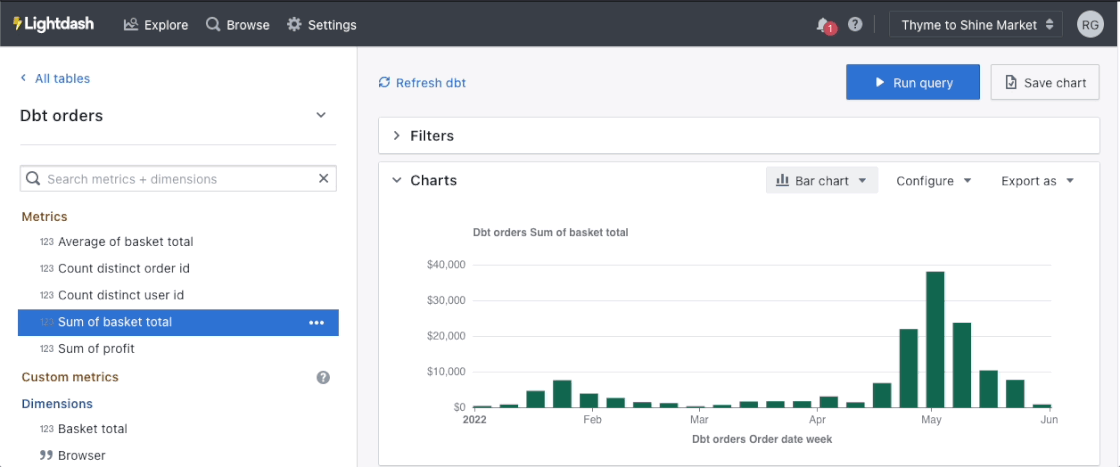 Lightdash Explore Browse Settings 1 ? Thyme to Shine Market RG
All tables
Dbt orders
Search metrics + dimensions
Metrics
123 Average of basket total
123 Count distinct order id
123 Count distinct user id
123 Sum of basket total
123 Sum of profit
Custom metrics ?
Dimensions
123 Basket total
Browser
Refresh dbt Run query Save chart
Filters
Charts Bar chart Configure Export as
Dbt orders Sum of basket total
$40,000
$30,000
$20,000
$10,000
$0
2022 Feb Mar Apr May Jun
Dbt orders Order date week